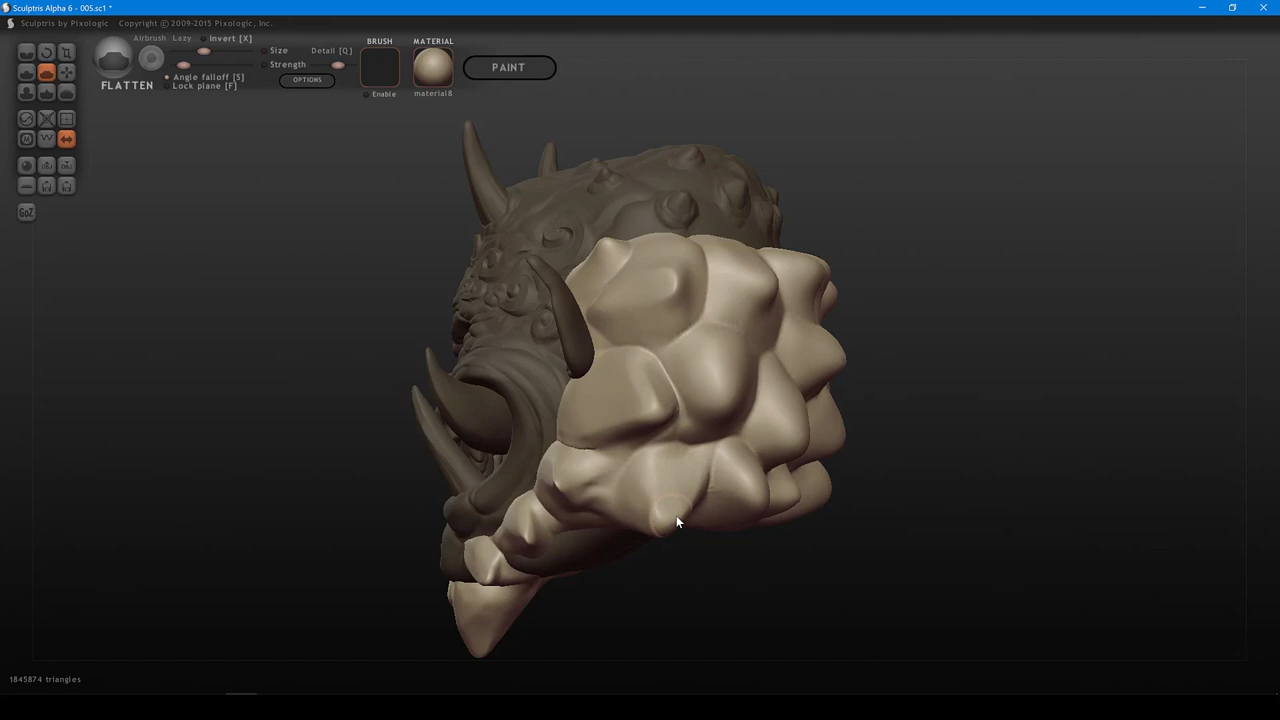 Sculptris Alpha 6 - 005.sc1 *
Sculptris by Pixologic Copyright © 2009-2015 Pixologic, Inc.
Airbrush Lazy Invert [X]
Size Detail [Q]
Strength
Angle falloff [S]
Lock plane [F]
OPTIONS
FLATTEN
BRUSH
Enable
MATERIAL
material8
PAINT
GoZ
1845874 triangles